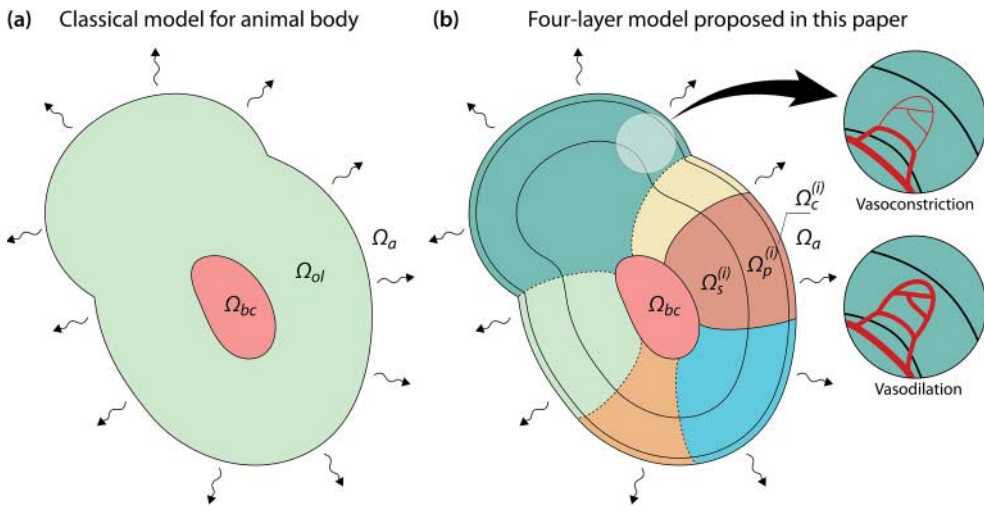 (a) Classical model for animal body
Ω_a
Ω_ol
Ω_bc
(b) Four-layer model proposed in this paper
Ω_c^(i)
Ω_a
Ω_p^(i)
Ω_s^(i)
Ω_bc
Vasoconstriction
Vasodilation